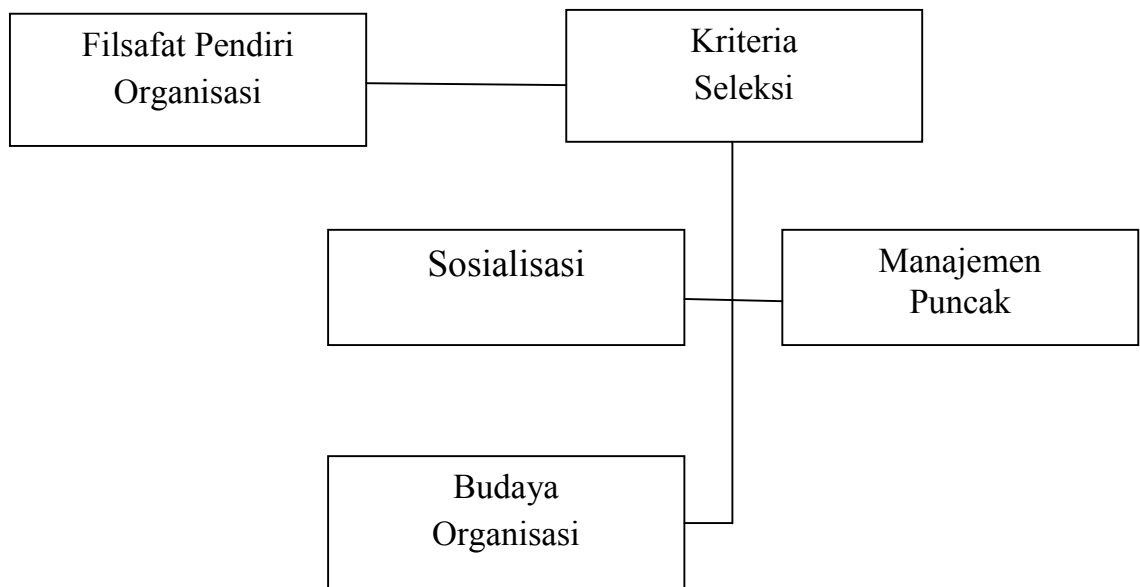 Filsafat Pendiri
Organisasi
Kriteria
Seleksi
Sosialisasi
Manajemen
Puncak
Budaya
Organisasi